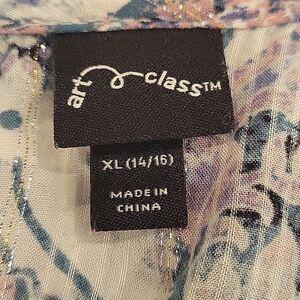 art class™
XL (14/16)
MADE IN
CHINA